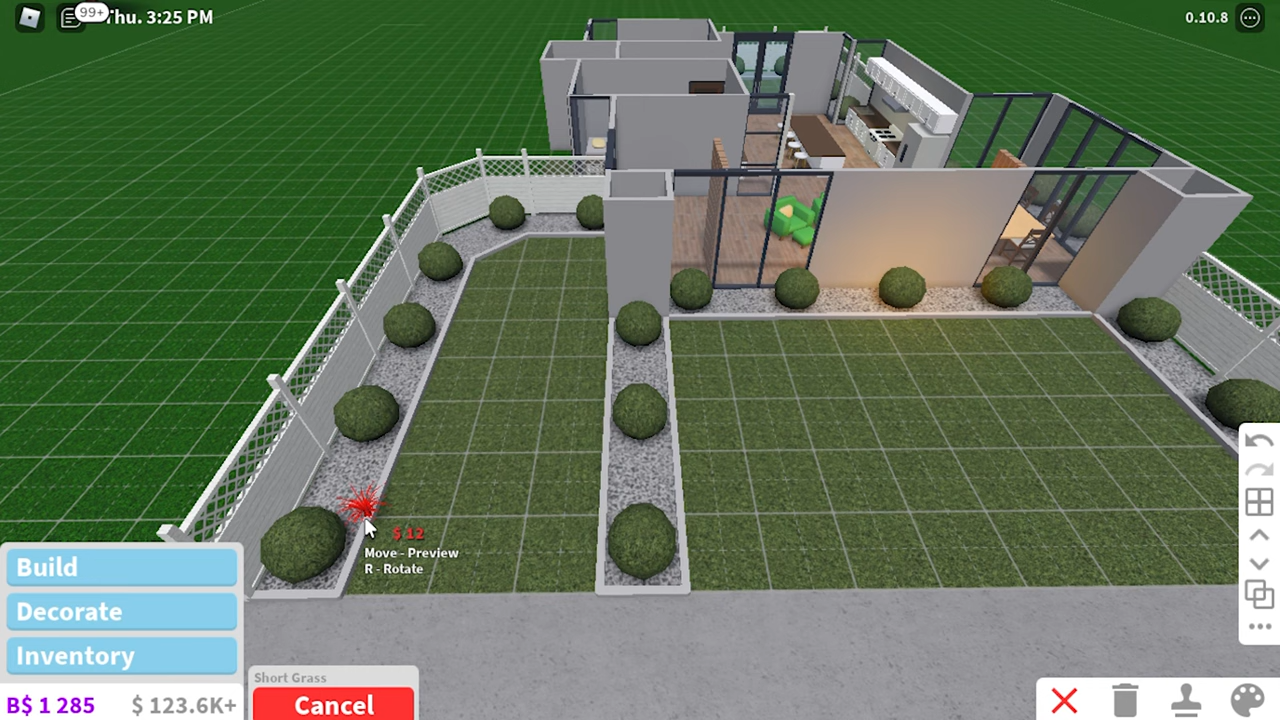 99+
Thu. 3:25 PM
0.10.8
$ 12
Move - Preview
R - Rotate
Build
Decorate
Inventory
B$ 1 285
$ 123.6K+
Short Grass
Cancel